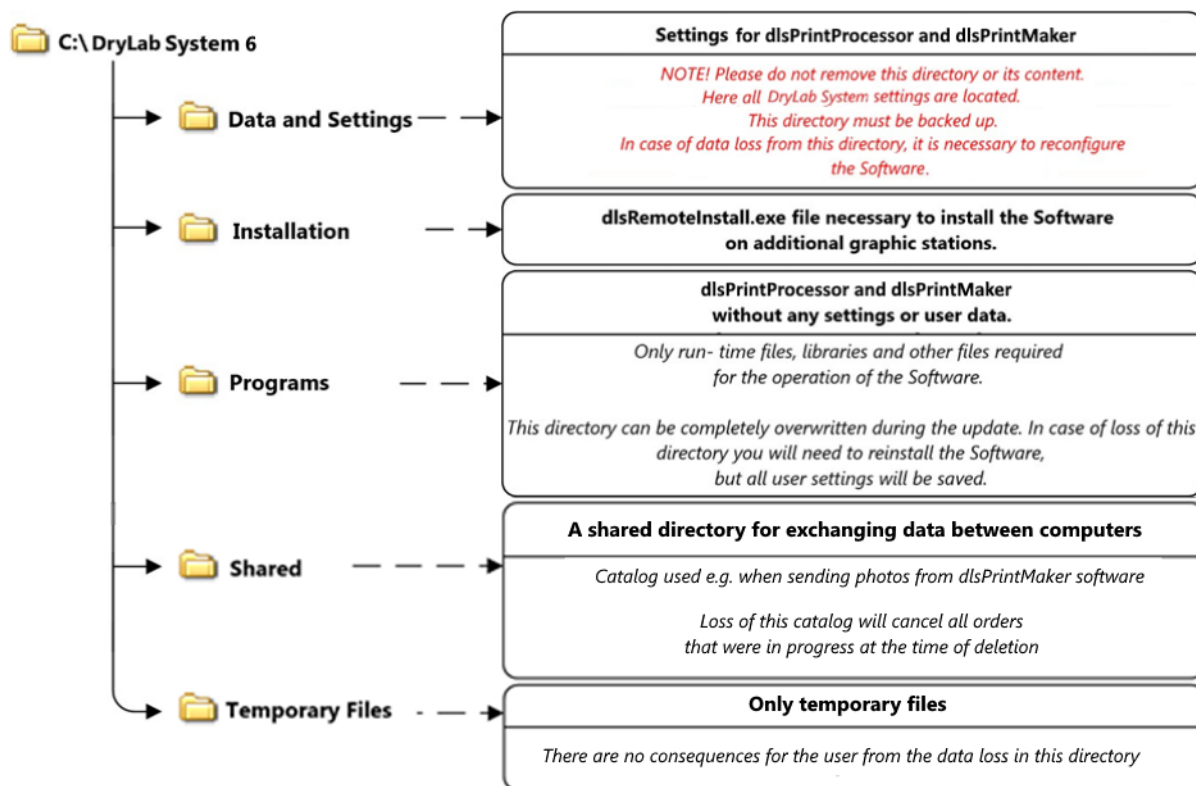 C:\DryLab System 6
Settings for dlsPrintProcessor and dlsPrintMaker
NOTE! Please do not remove this directory or its content.
Here all DryLab System settings are located.
This directory must be backed up.
In case of data loss from this directory, it is necessary to reconfigure
the Software.
Data and Settings
dlsRemoteInstall.exe file necessary to install the Software
on additional graphic stations.
Installation
dlsPrintProcessor and dlsPrintMaker
without any settings or user data.
Only run- time files, libraries and other files required
for the operation of the Software.
This directory can be completely overwritten during the update. In case of loss of this
directory you will need to reinstall the Software,
but all user settings will be saved.
Programs
A shared directory for exchanging data between computers
Catalog used e.g. when sending photos from dlsPrintMaker software
Loss of this catalog will cancel all orders
that were in progress at the time of deletion
Shared
Only temporary files
There are no consequences for the user from the data loss in this directory
Temporary Files